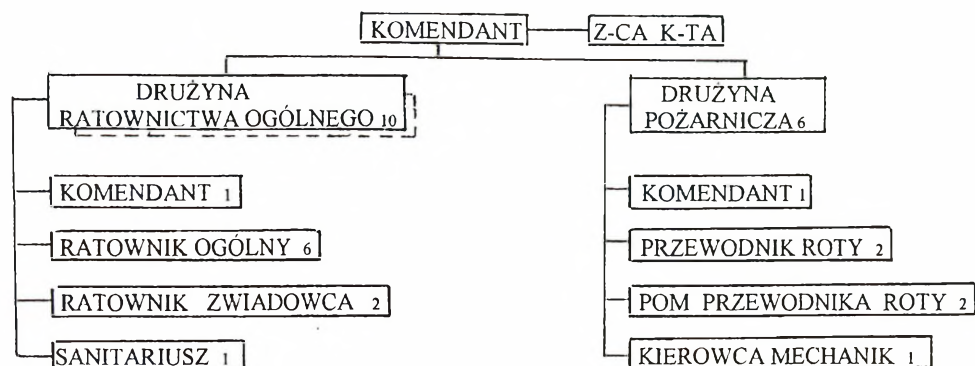 KOMENDANT
Z-CA K-TA
DRUŻYNA
RATOWNICTWA OGÓLNEGO 10
KOMENDANT 1
RATOWNIK OGÓLNY 6
RATOWNIK ZWIADOWCA 2
SANITARIUSZ 1
DRUŻYNA
POŻARNICZA 6
KOMENDANT 1
PRZEWODNIK ROTY 2
POM PRZEWODNIKA ROTY 2
KIEROWCA MECHANIK 1